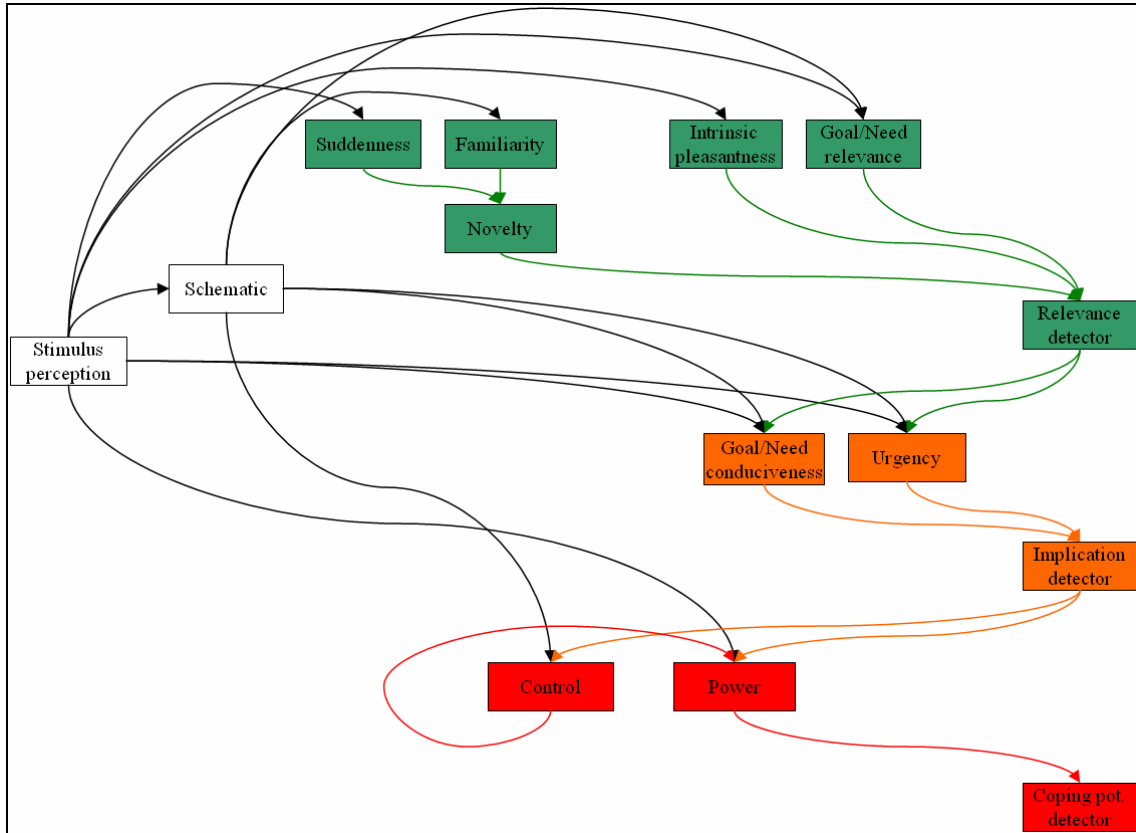 Suddenness
Familiarity
Intrinsic
pleasantness
Goal/Need
relevance
Novelty
Schematic
Relevance
detector
Stimulus
perception
Goal/Need
conduciveness
Urgency
Implication
detector
Control
Power
Coping pot.
detector